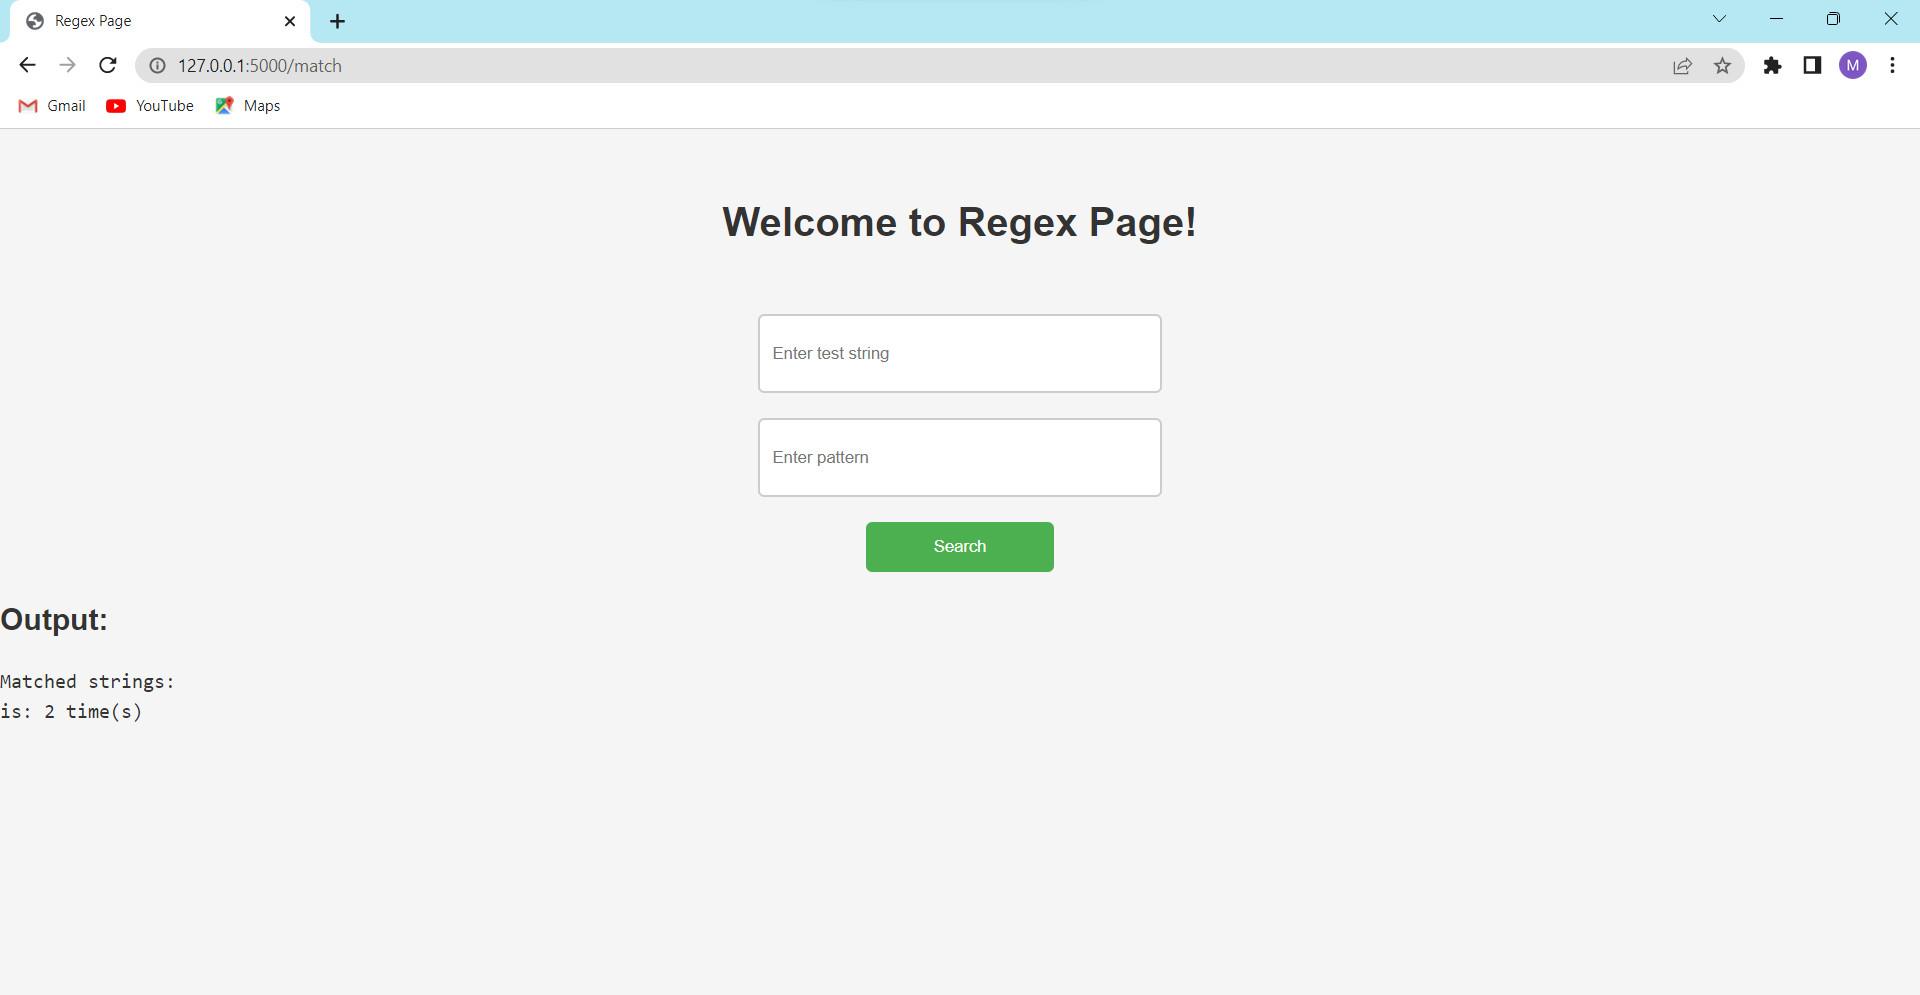 Regex Page
127.0.0.1:5000/match
M
Gmail YouTube Maps
Welcome to Regex Page!
Enter test string
Enter pattern
Search
Output:
Matched strings:
is: 2 time(s)